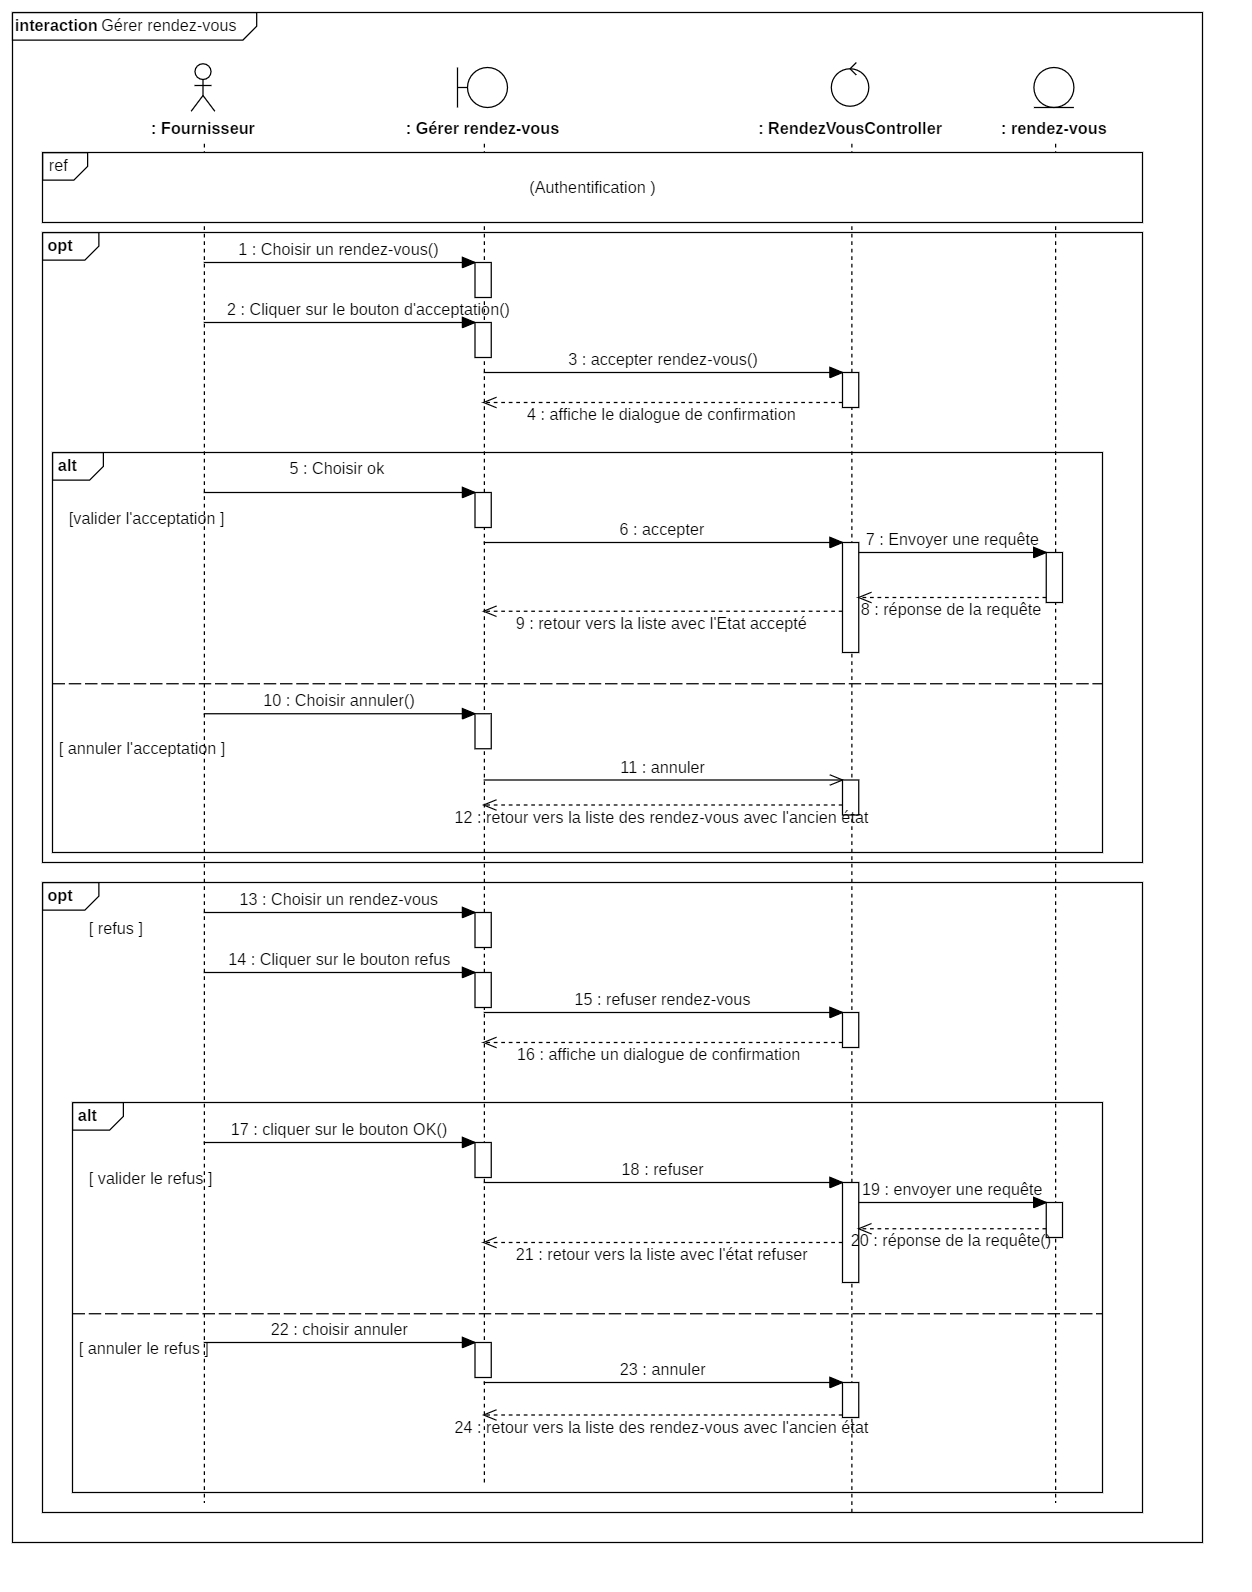 interaction Gérer rendez-vous
: Fournisseur
: Gérer rendez-vous
: RendezVousController
: rendez-vous
ref
(Authentification )
opt
1 : Choisir un rendez-vous()
2 : Cliquer sur le bouton d'acceptation()
3 : accepter rendez-vous()
4 : affiche le dialogue de confirmation
alt
5 : Choisir ok
[valider l'acceptation ]
6 : accepter
7 : Envoyer une requête
8 : réponse de la requête
9 : retour vers la liste avec l'Etat accepté
10 : Choisir annuler()
[ annuler l'acceptation ]
11 : annuler
12 : retour vers la liste des rendez-vous avec l'ancien état
opt
13 : Choisir un rendez-vous
[ refus ]
14 : Cliquer sur le bouton refus
15 : refuser rendez-vous
16 : affiche un dialogue de confirmation
alt
17 : cliquer sur le bouton OK()
[ valider le refus ]
18 : refuser
19 : envoyer une requête
20 : réponse de la requête()
21 : retour vers la liste avec l'état refuser
22 : choisir annuler
[ annuler le refus ]
23 : annuler
24 : retour vers la liste des rendez-vous avec l'ancien état